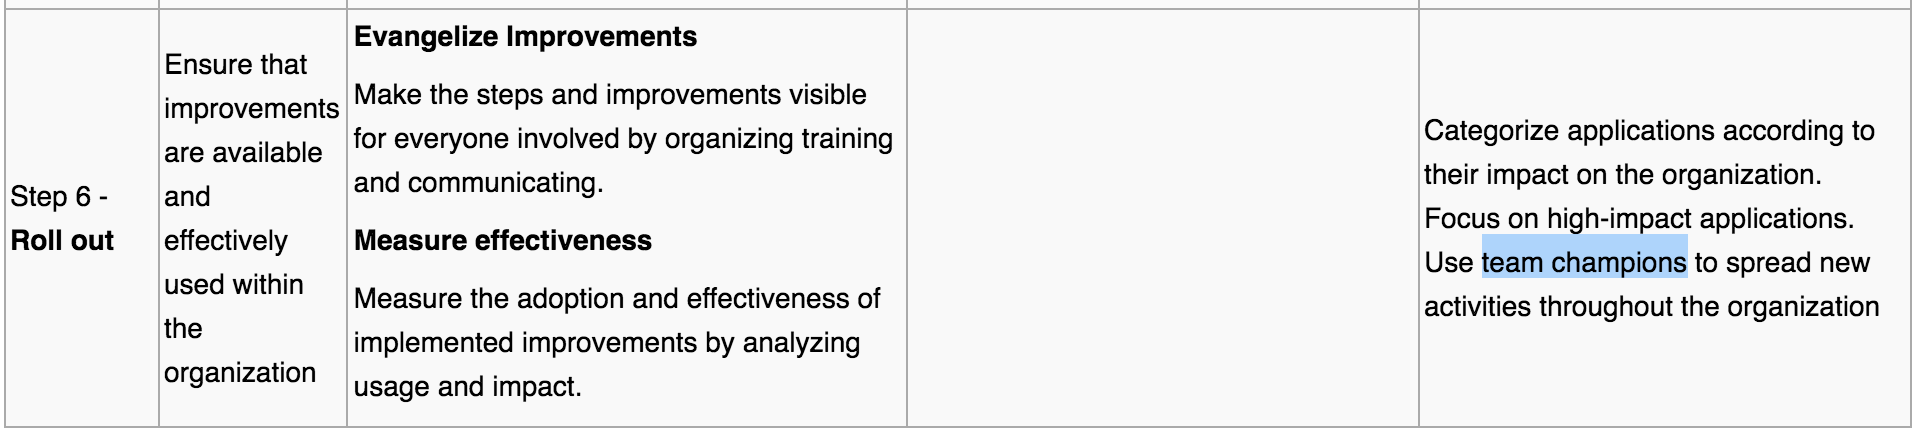 Step 6 -
Roll out
Ensure that
improvements
are available
and
effectively
used within
the
organization
Evangelize Improvements
Make the steps and improvements visible
for everyone involved by organizing training
and communicating.
Measure effectiveness
Measure the adoption and effectiveness of
implemented improvements by analyzing
usage and impact.
Categorize applications according to
their impact on the organization.
Focus on high-impact applications.
Use team champions to spread new
activities throughout the organization